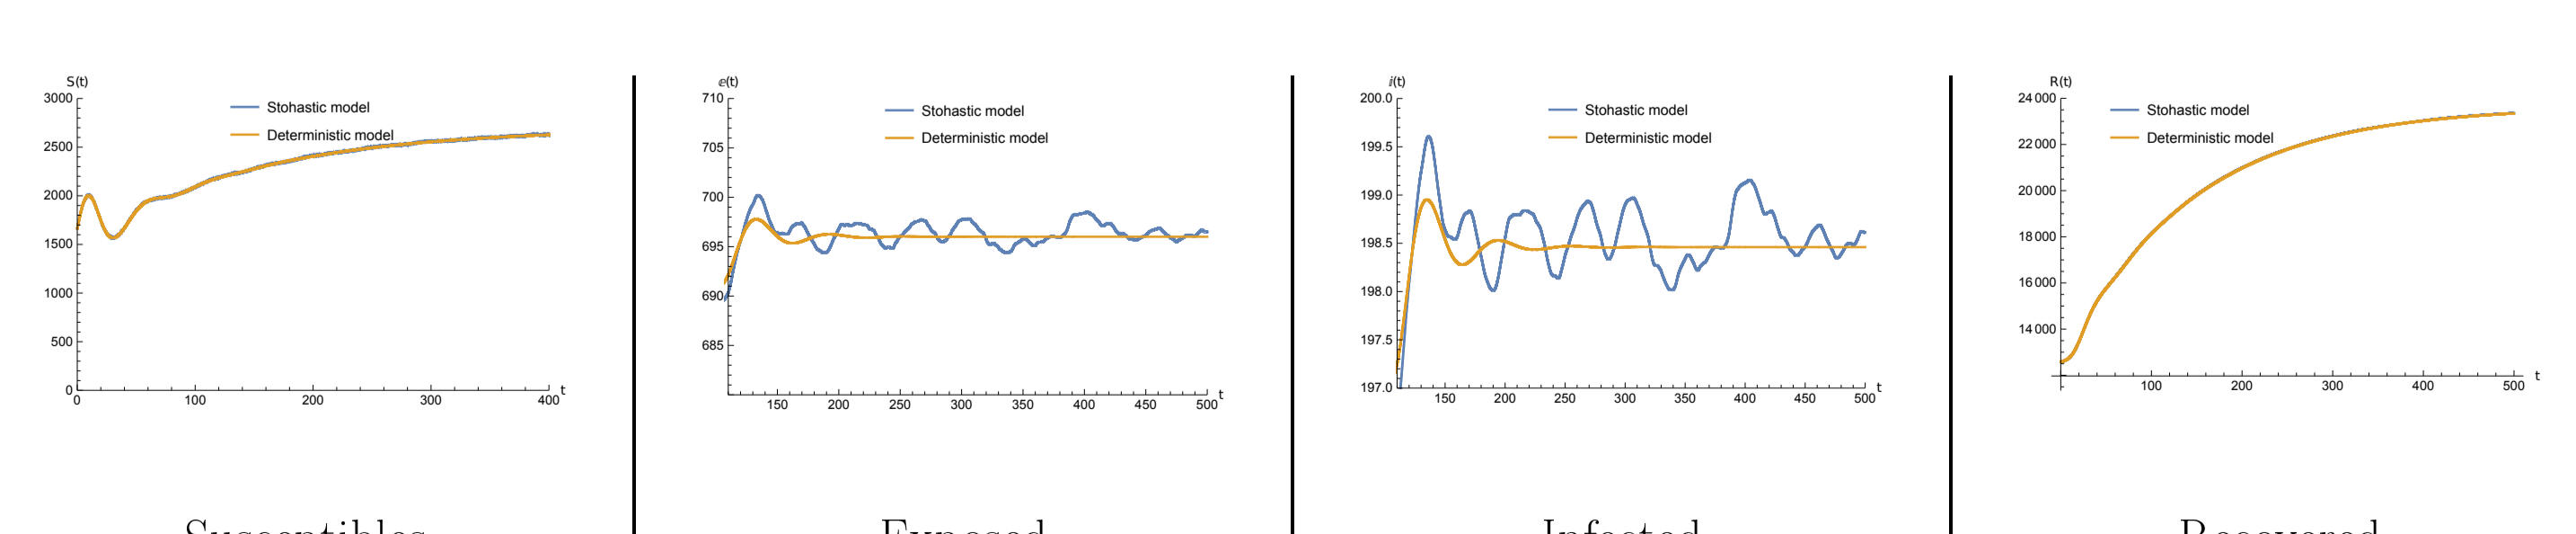 S(t)
3000
2500
2000
1500
1000
500
0
0 100 200 300 400 t
Stohastic model
Deterministic model
e(t)
710
705
700
695
690
685
150 200 250 300 350 400 450 500 t
Stohastic model
Deterministic model
i(t)
200.0
199.5
199.0
198.5
198.0
197.5
197.0
150 200 250 300 350 400 450 500 t
Stohastic model
Deterministic model
R(t)
24 000
22 000
20 000
18 000
16 000
14 000
100 200 300 400 500 t
Stohastic model
Deterministic model
Susceptibles Exposed Infected Recovered